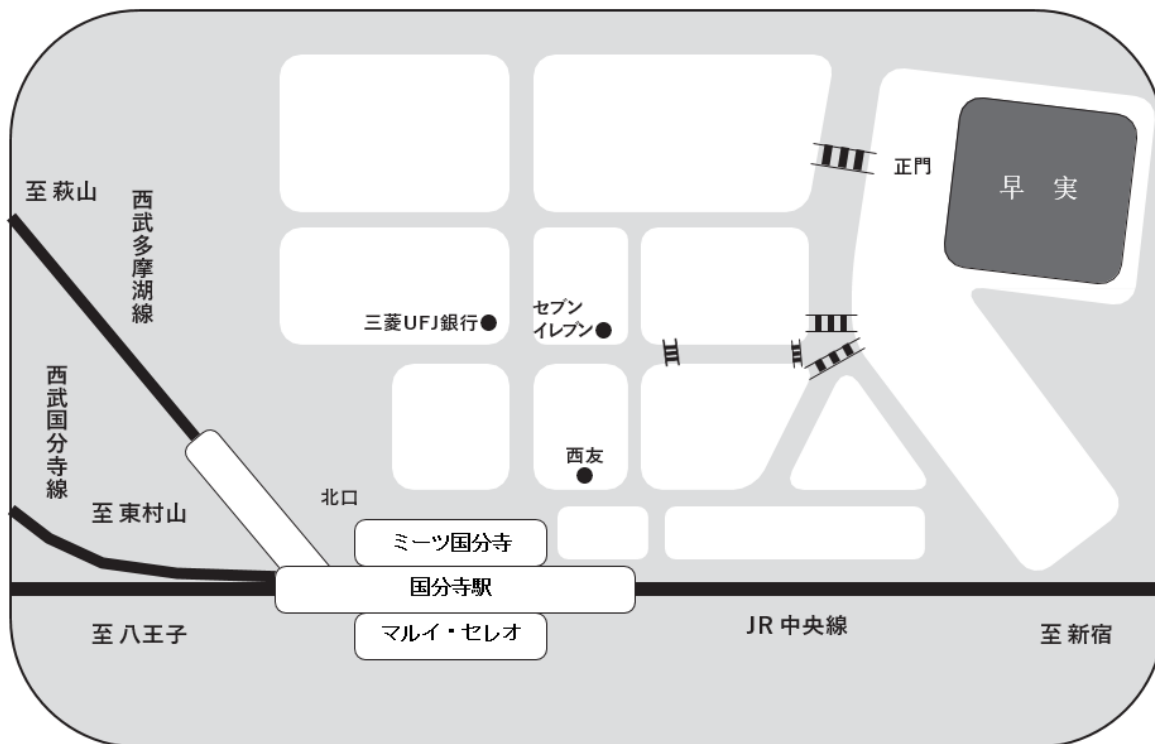 至 萩山
西武多摩湖線
正門
早 実
三菱UFJ銀行
セブン
イレブン
西武国分寺線
西友
至 東村山
北口
ミーツ国分寺
国分寺駅
マルイ・セレオ
至 八王子
JR 中央線
至 新宿